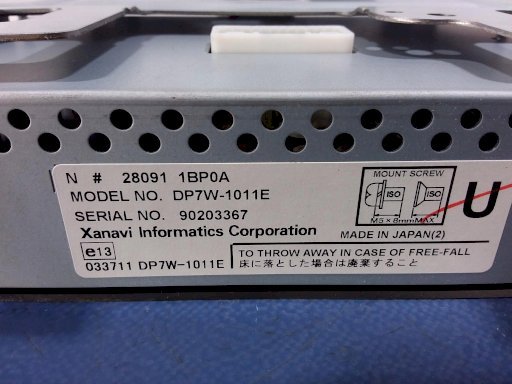 N # 28091 1BP0A
MODEL NO. DP7W-1011E
SERIAL NO. 90203367
Xanavi Informatics Corporation
e13
033711 DP7W-1011E
MOUNT SCREW
ISO ISO
M5×8mmMAX
MADE IN JAPAN(2)
U
TO THROW AWAY IN CASE OF FREE-FALL
床に落とした場合は廃棄すること